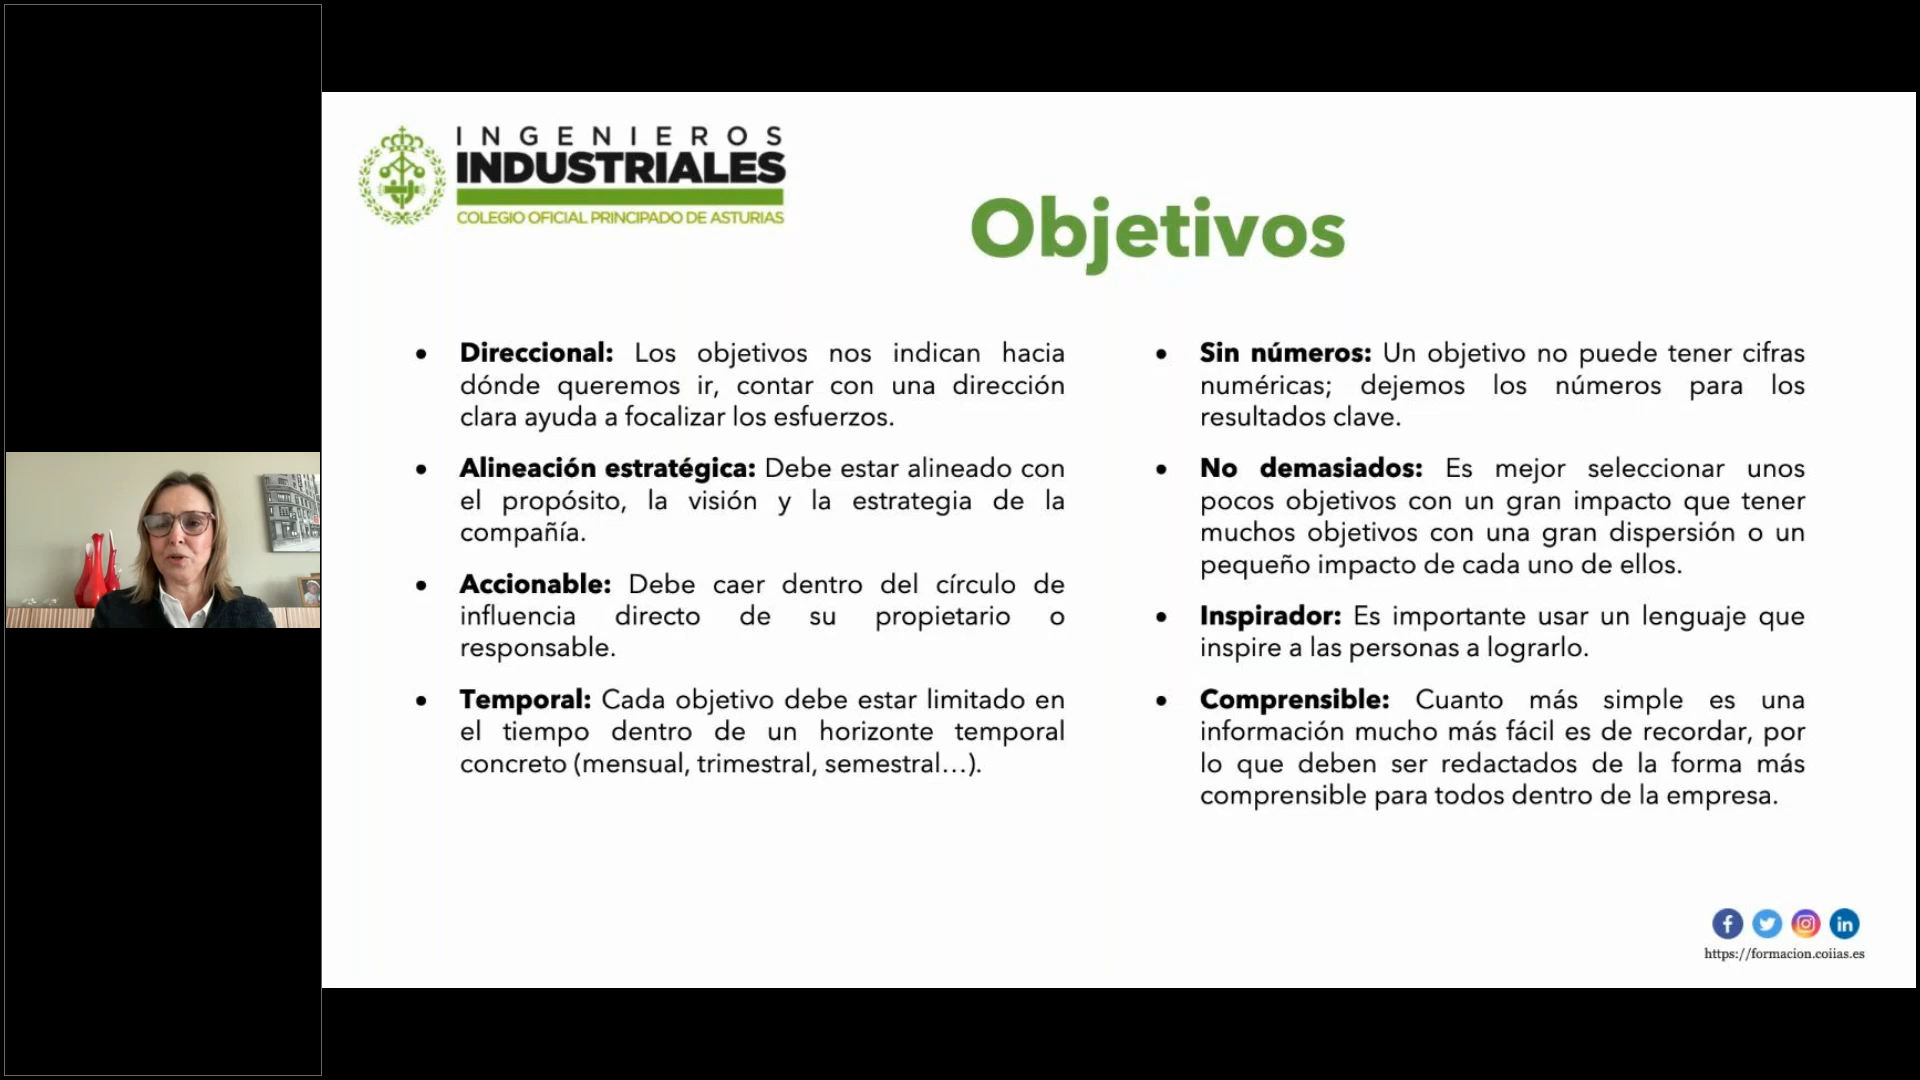 INGENIEROS
INDUSTRIALES
COLEGIO OFICIAL PRINCIPADO DE ASTURIAS
Objetivos
• Direccional: Los objetivos nos indican hacia
dónde queremos ir, contar con una dirección
clara ayuda a focalizar los esfuerzos.
• Alineación estratégica: Debe estar alineado con
el propósito, la visión y la estrategia de la
compañía.
• Accionable: Debe caer dentro del círculo de
influencia directo de su propietario o
responsable.
• Temporal: Cada objetivo debe estar limitado en
el tiempo dentro de un horizonte temporal
concreto (mensual, trimestral, semestral…).
• Sin números: Un objetivo no puede tener cifras
numéricas; dejemos los números para los
resultados clave.
• No demasiados: Es mejor seleccionar unos
pocos objetivos con un gran impacto que tener
muchos objetivos con una gran dispersión o un
pequeño impacto de cada uno de ellos.
• Inspirador: Es importante usar un lenguaje que
inspire a las personas a lograrlo.
• Comprensible: Cuanto más simple es una
información mucho más fácil es de recordar, por
lo que deben ser redactados de la forma más
comprensible para todos dentro de la empresa.
https://formacion.coiias.es